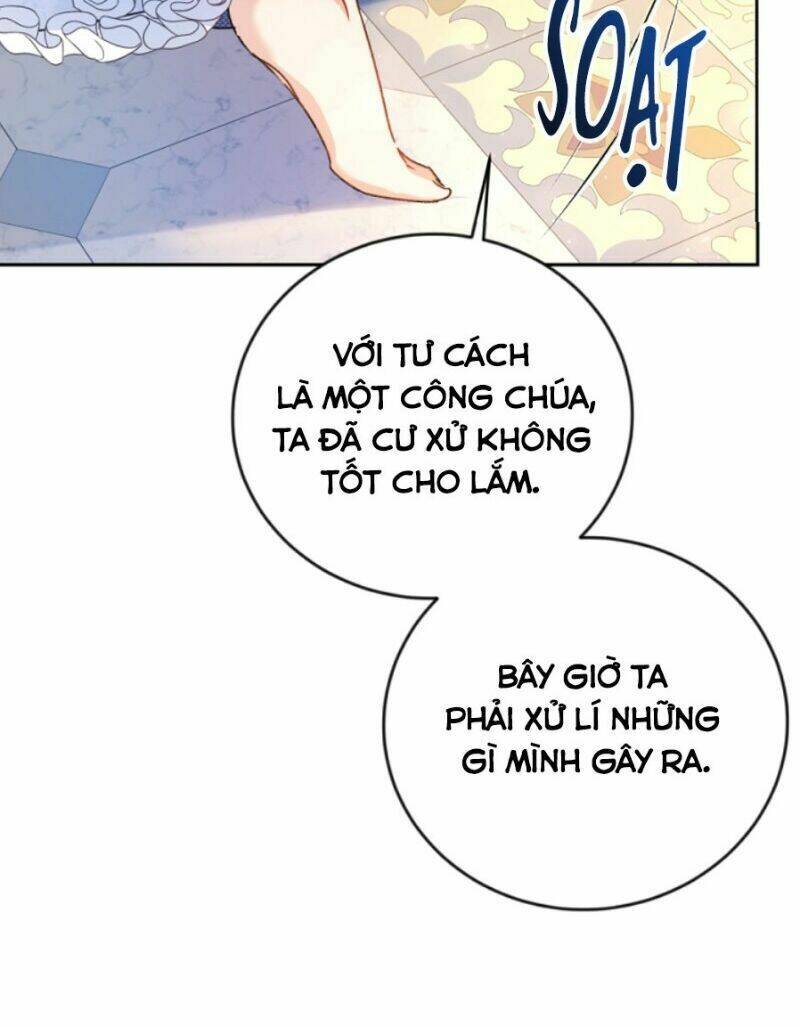 SOẠT
VỚI TƯ CÁCH
LÀ MỘT CÔNG CHÚA,
TA ĐÃ CƯ XỬ KHÔNG
TỐT CHO LẮM.
BÂY GIỜ TA
PHẢI XỬ LÍ NHỮNG
GÌ MÌNH GÂY RA.